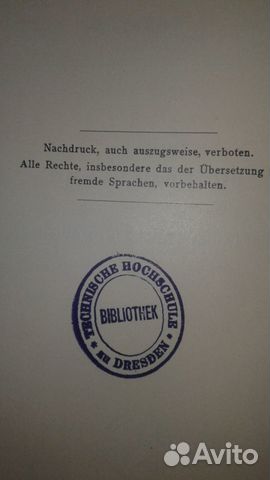 Nachdruck, auch auszugsweise, verboten.
Alle Rechte, insbesondere das der Übersetzung
fremde Sprachen, vorbehalten.
TECHNISCHE HOCHSCHULE
BIBLIOTHEK
zu DRESDEN
Avito